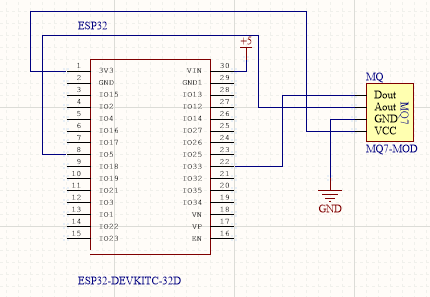 ESP32
+5
1 3V3 VIN 30
2 GND GND1 29
3 IO15 IO13 28
4 IO2 IO12 27
5 IO4 IO14 26
6 IO16 IO27 25
7 IO17 IO26 24
8 IO5 IO25 23
9 IO18 IO33 22
10 IO19 IO32 21
11 IO21 IO35 20
12 IO3 IO34 19
13 IO1 VN 18
14 IO22 VP 17
15 IO23 EN 16
ESP32-DEVKITC-32D
MQ
Dout
Aout
GND
VCC
MQ7
MQ7-MOD
GND